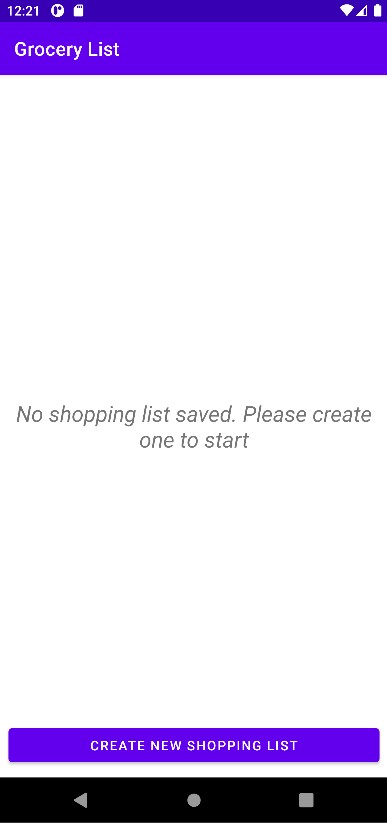 12:21
Grocery List
No shopping list saved. Please create
one to start
CREATE NEW SHOPPING LIST